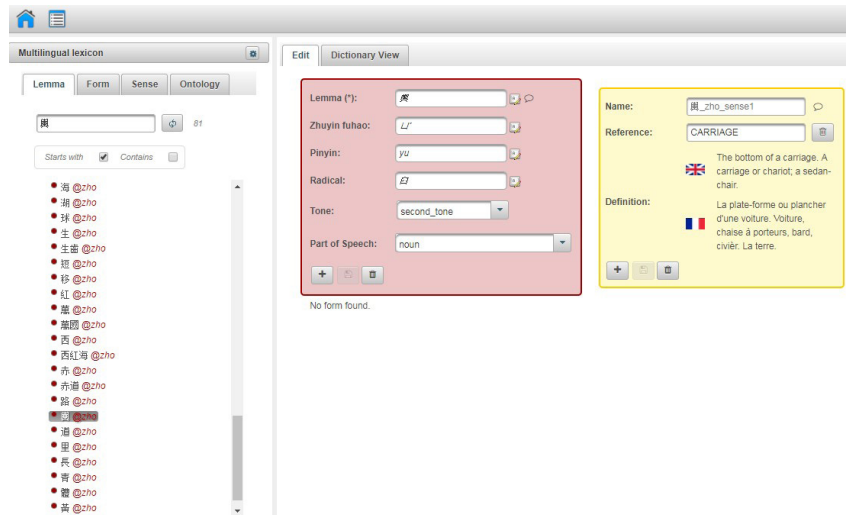 Multilingual lexicon
Lemma Form Sense Ontology
輿 81
Starts with Contains
海 @zho
湖 @zho
球 @zho
生 @zho
@zho
短 @zho
移 @zho
紅 @zho
萬 @zho
萬國 @zho
西 @zho
西紅海 @zho
赤 @zho
赤道 @zho
路 @zho
輿 @zho
道 @zho
里 @zho
長 @zho
青 @zho
體 @zho
黃 @zho
Edit Dictionary View
Lemma (*): 輿
Zhuyin fuhao: ㄩˊ
Pinyin: yu
Radical: 臼
Tone: second_tone
Part of Speech: noun
No form found.
Name: 輿_zho_sense1
Reference: CARRIAGE
Definition:
The bottom of a carriage. A
carriage or chariot; a sedan-
chair.
La plate-forme ou plancher
d'une voiture. Voiture,
chaise à porteurs, bard,
civièr. La terre.